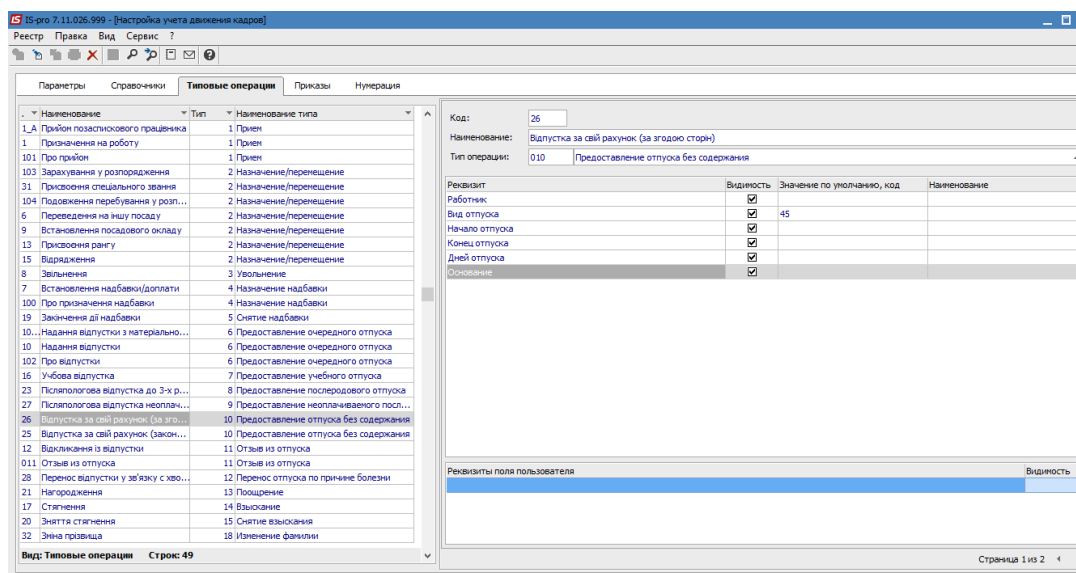 IS-pro 7.11.026.999 - [Настройка учета движения кадров]
Реестр Правка Вид Сервис ?
Параметры Справочники Типовые операции Приказы Нумерация
. Наименование Тип Наименование типа
1_А Прийом позаспискового працівника 1 Прием
1 Призначення на роботу 1 Прием
101 Про прийом 1 Прием
103 Зарахування у розпорядження 2 Назначение/перемещение
31 Присвоєння спеціального звання 2 Назначение/перемещение
104 Подовження перебування у розп... 2 Назначение/перемещение
6 Переведення на іншу посаду 2 Назначение/перемещение
9 Встановлення посадового окладу 2 Назначение/перемещение
13 Присвоєння рангу 2 Назначение/перемещение
15 Відрядження 2 Назначение/перемещение
8 Звільнення 3 Увольнение
7 Встановлення надбавки/доплати 4 Назначение надбавки
100 Про призначення надбавки 4 Назначение надбавки
19 Закінчення дії надбавки 5 Снятие надбавки
10... Надання відпустки з матеріально... 6 Предоставление очередного отпуска
10 Надання відпустки 6 Предоставление очередного отпуска
102 Про відпустки 6 Предоставление очередного отпуска
16 Учбова відпустка 7 Предоставление учебного отпуска
23 Післяпологова відпустка до 3-х р... 8 Предоставление послеродового отпуска
27 Післяпологова відпустка неоплач... 9 Предоставление неоплачиваеного посл...
26 Відпустка за свій рахунок (за зго... 10 Предоставление отпуска без содержания
25 Відпустка за свій рахунок (закон... 10 Предоставление отпуска без содержания
12 Відкликання із відпустки 11 Отзыв из отпуска
011 Отзыв из отпуска 11 Отзыв из отпуска
28 Перенос відпустки у зв'язку с хво... 12 Перенос отпуска по причине болезни
21 Нагородження 13 Поощрение
17 Стягнення 14 Взыскание
20 Зняття стягнення 15 Снятие взыскания
32 Зміна прізвища 18 Изменение фамилии
Вид: Типовые операции Строк: 49
Код: 26
Наименование: Відпустка за свій рахунок (за згодою сторін)
Тип операции: 010 Предоставление отпуска без содержания
Реквизит Видимость Значение по умолчанию, код Наименование
Работник
Вид отпуска 45
Начало отпуска
Конец отпуска
Дней отпуска
Основание
Реквизиты поля пользователя Видимость
Страница 1 из 2